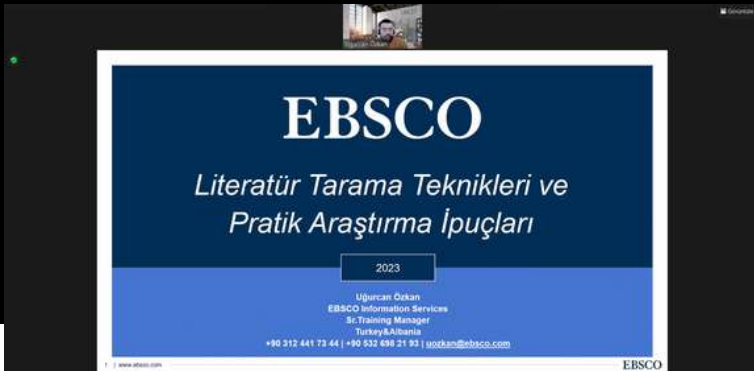 Görüntüle
Uğurcan Özkan
EBSCO
Literatür Tarama Teknikleri ve
Pratik Araştırma İpuçları
2023
Uğurcan Özkan
EBSCO Information Services
Sr.Training Manager
Turkey&Albania
+90 312 441 73 44 | +90 532 698 21 93 | uozkan@ebsco.com
1 | www.ebsco.com
EBSCO